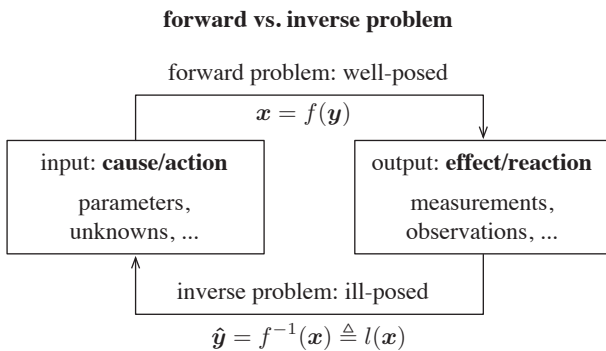 forward vs. inverse problem
forward problem: well-posed
x = f(y)
input: cause/action
parameters,
unknowns, ...
output: effect/reaction
measurements,
observations, ...
inverse problem: ill-posed
ŷ = f⁻¹(x) ≜ l(x)